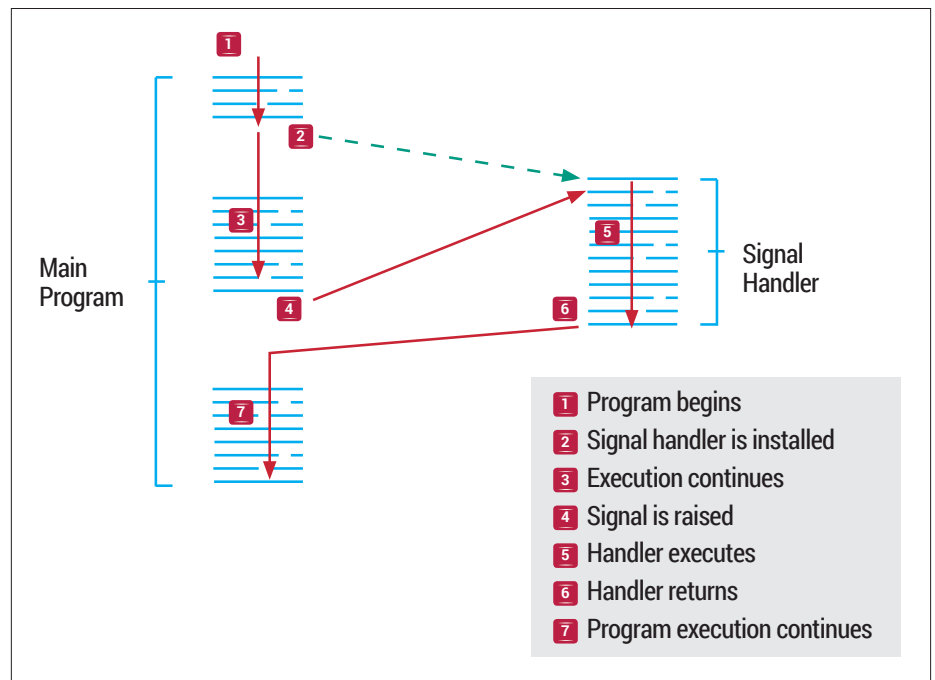 1
2
3
Main
Program
4
5
Signal
Handler
6
7
1 Program begins
2 Signal handler is installed
3 Execution continues
4 Signal is raised
5 Handler executes
6 Handler returns
7 Program execution continues